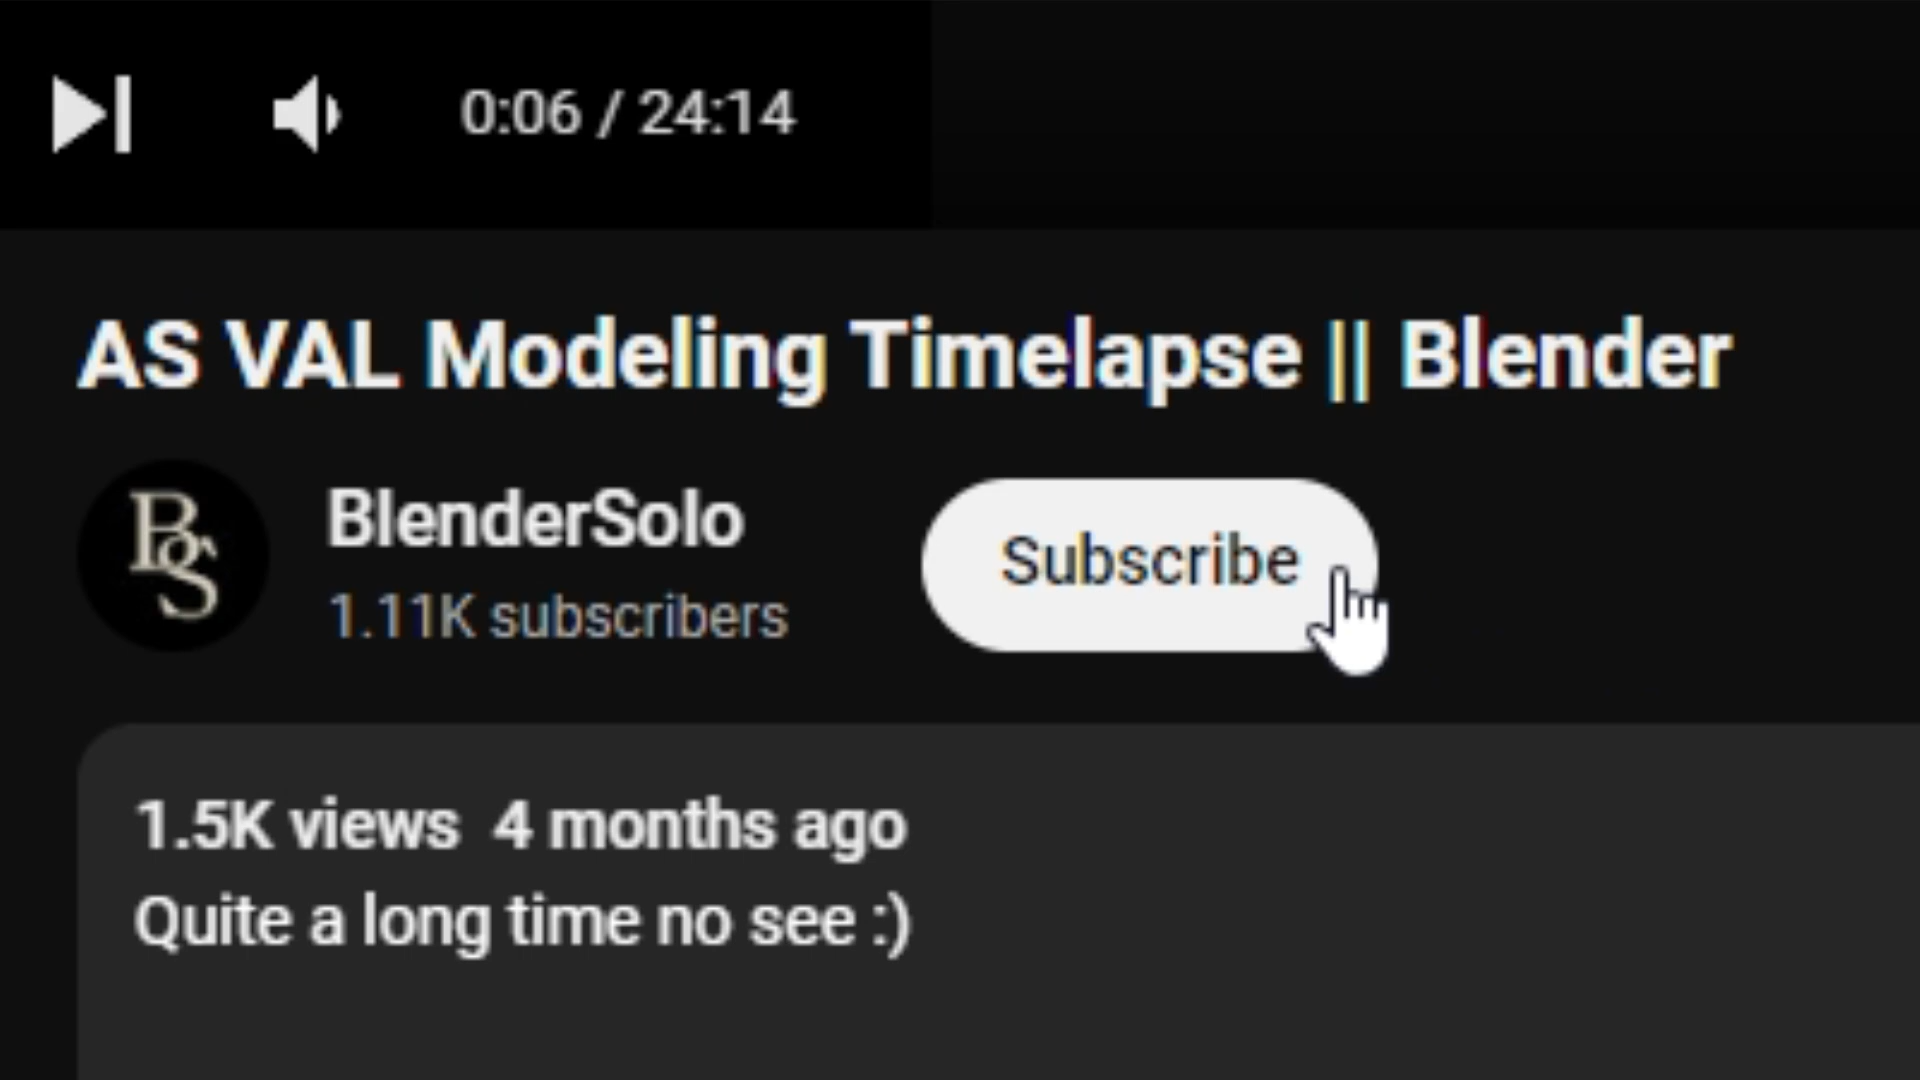 0:06 / 24:14
AS VAL Modeling Timelapse || Blender
BS
BlenderSolo
Subscribe
1.11K subscribers
1.5K views 4 months ago
Quite a long time no see :)